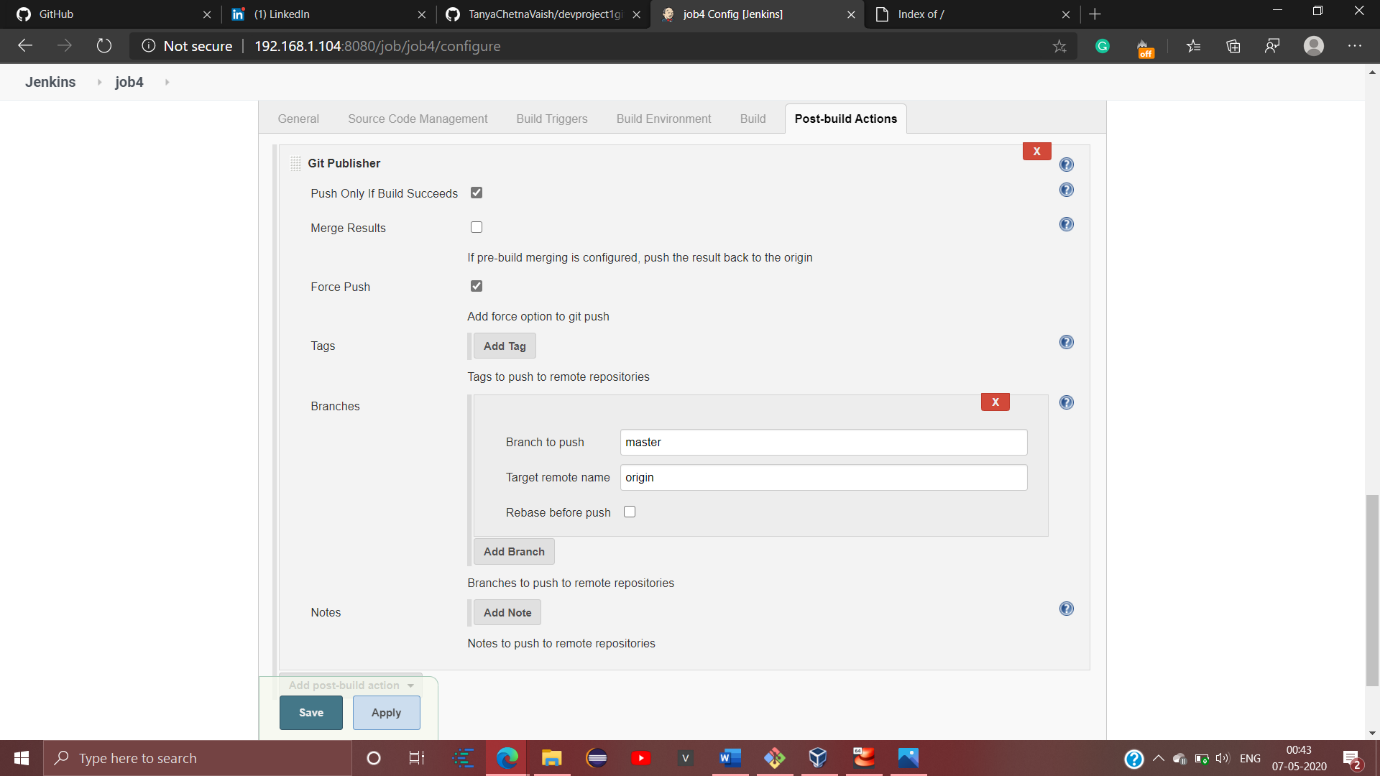 GitHub
(1) LinkedIn
TanyaChetnaVaish/devproject1g
job4 Config [Jenkins]
Index of /
Not secure
192.168.1.104:8080/job/job4/configure
off
Jenkins
job4
General
Source Code Management
Build Triggers
Build Environment
Build
Post-build Actions
Git Publisher
X
Push Only If Build Succeeds
Merge Results
If pre-build merging is configured, push the result back to the origin
Force Push
Add force option to git push
Tags
Add Tag
Tags to push to remote repositories
Branches
X
Branch to push
master
Target remote name
origin
Rebase before push
Add Branch
Branches to push to remote repositories
Notes
Add Note
Notes to push to remote repositories
Add post-build action
Save
Apply
Type here to search
ENG
00:43
07-05-2020
2